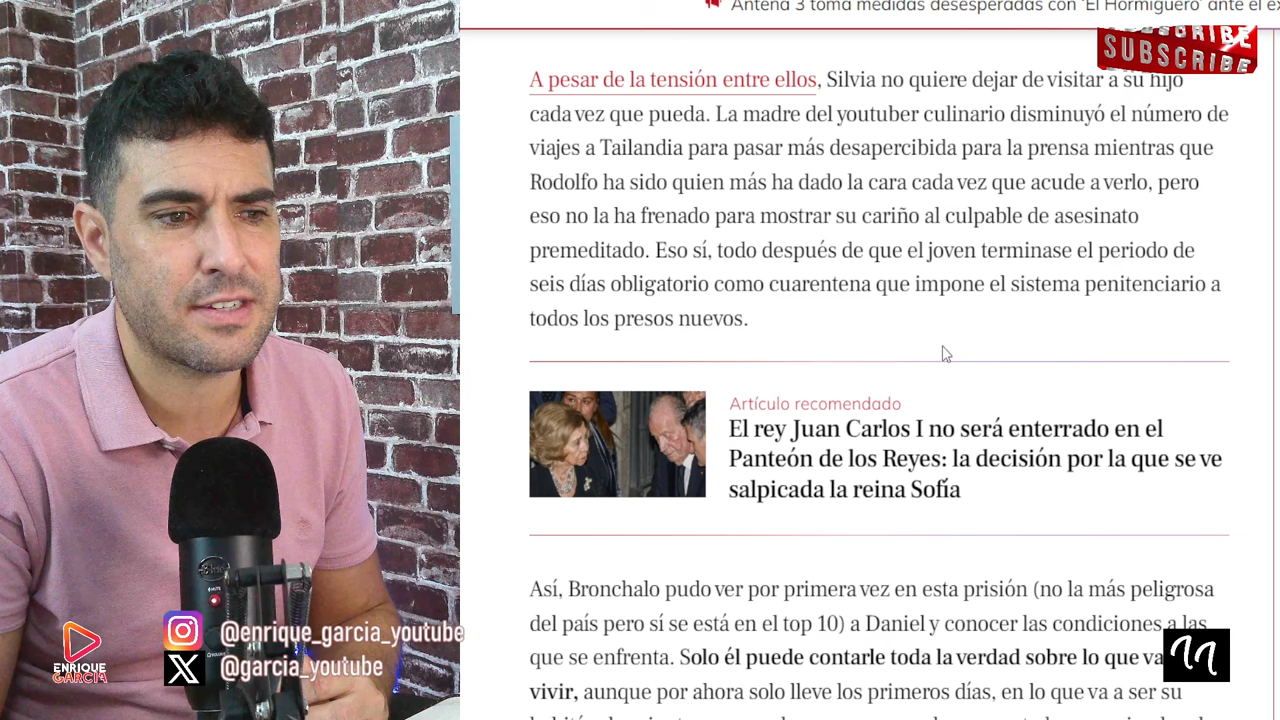 Antena 3 toma medidas desesperadas con 'El Hormiguero' ante el
SUBSCRIBE
SUBSCRIBE
A pesar de la tensión entre ellos, Silvia no quiere dejar de visitar a su hijo
cada vez que pueda. La madre del youtuber culinario disminuyó el número de
viajes a Tailandia para pasar más desapercibida para la prensa mientras que
Rodolfo ha sido quien más ha dado la cara cada vez que acude a verlo, pero
eso no la ha frenado para mostrar su cariño al culpable de asesinato
premeditado. Eso sí, todo después de que el joven terminase el periodo de
seis días obligatorio como cuarentena que impone el sistema penitenciario a
todos los presos nuevos.
Artículo recomendado
El rey Juan Carlos I no será enterrado en el
Panteón de los Reyes: la decisión por la que se ve
salpicada la reina Sofía
Así, Bronchalo pudo ver por primera vez en esta prisión (no la más peligrosa
del país pero sí se está en el top 10) a Daniel y conocer las condiciones a las
que se enfrenta. Solo él puede contarle toda la verdad sobre lo que va
vivir, aunque por ahora solo lleve los primeros días, en lo que va a ser su
MUTE
ENRIQUE
GARCIA
@enrique_garcia_youtube
@garcia_youtube